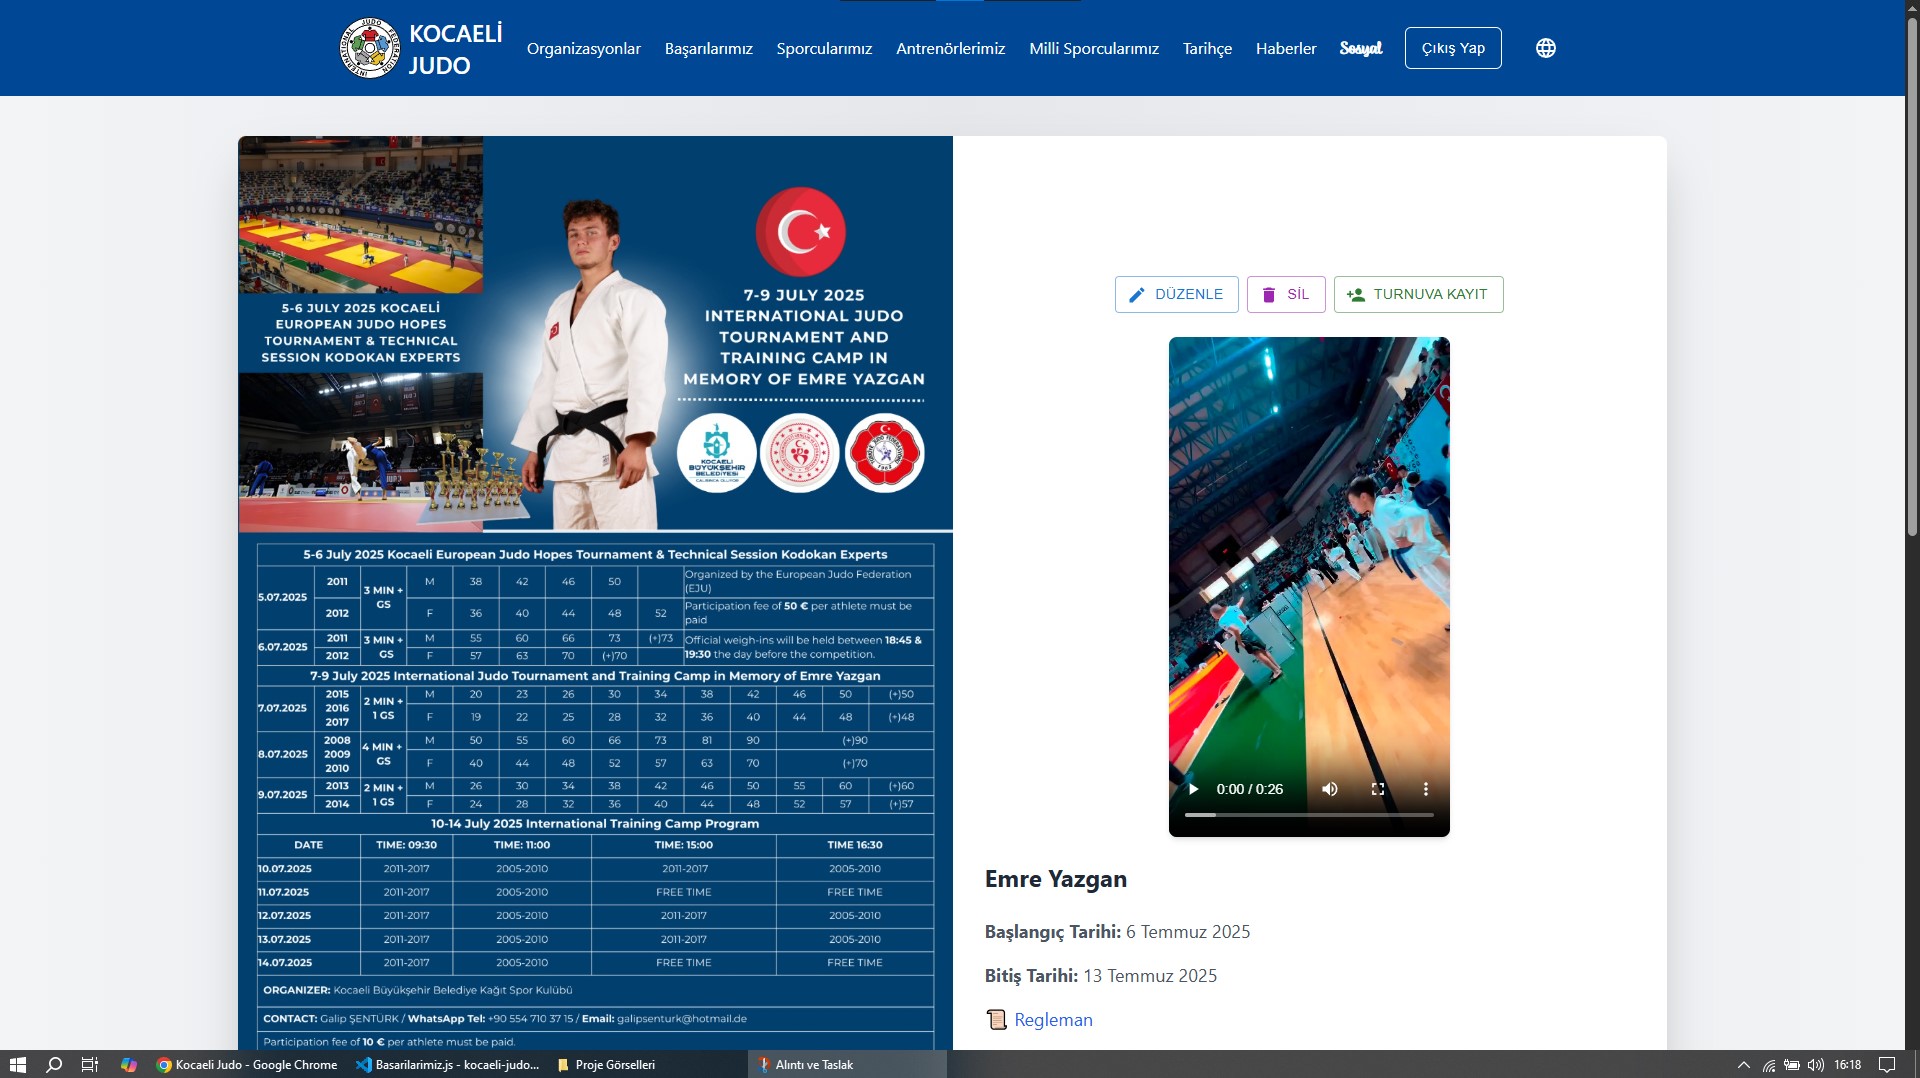 KOCAELİ
JUDO
Organizasyonlar
Başarılarımız
Sporcularımız
Antrenörlerimiz
Milli Sporcularımız
Tarihçe
Haberler
Sosyal
Çıkış Yap
5-6 JULY 2025 KOCAELİ
EUROPEAN JUDO HOPES
TOURNAMENT & TECHNICAL
SESSION KODOKAN EXPERTS
7-9 JULY 2025
INTERNATIONAL JUDO
TOURNAMENT AND
TRAINING CAMP IN
MEMORY OF EMRE YAZGAN
KOCAELİ
BÜYÜKŞEHİR
BELEDİYESİ
5-6 July 2025 Kocaeli European Judo Hopes Tournament & Technical Session Kodokan Experts
5.07.2025 2011 3 MIN + GS M 38 42 46 50 Organized by the European Judo Federation (EJU)
2012 F 36 40 44 48 52 Participation fee of 50 € per athlete must be paid
6.07.2025 2011 3 MIN + GS M 55 60 66 73 (+)73 Official weigh-ins will be held between 18:45 & 19:30 the day before the competition.
2012 F 57 63 70 (+)70
7-9 July 2025 International Judo Tournament and Training Camp in Memory of Emre Yazgan
7.07.2025 2015 2016 2017 2 MIN + 1 GS M 20 23 26 30 34 38 42 46 50 (+)50
F 19 22 25 28 32 36 40 44 48 (+)48
8.07.2025 2008 2009 2010 4 MIN + GS M 50 55 60 66 73 81 90 (+)90
F 40 44 48 52 57 63 70 (+)70
9.07.2025 2013 2 MIN + 1 GS M 26 30 34 38 42 46 50 55 60 (+)60
2014 F 24 28 32 36 40 44 48 52 57 (+)57
10-14 July 2025 International Training Camp Program
DATE TIME: 09:30 TIME: 11:00 TIME: 15:00 TIME 16:30
10.07.2025 2011-2017 2005-2010 2011-2017 2005-2010
11.07.2025 2011-2017 2005-2010 FREE TIME FREE TIME
12.07.2025 2011-2017 2005-2010 2011-2017 2005-2010
13.07.2025 2011-2017 2005-2010 2011-2017 2005-2010
14.07.2025 2011-2017 2005-2010 FREE TIME FREE TIME
ORGANIZER: Kocaeli Büyükşehir Belediye Kağıt Spor Kulübü
CONTACT: Galip ŞENTÜRK / WhatsApp Tel: +90 554 710 37 15 / Email: galipsenturk@hotmail.de
Participation fee of 10 € per athlete must be paid.
DÜZENLE
SİL
TURNUVA KAYIT
0:00 / 0:26
Emre Yazgan
Başlangıç Tarihi: 6 Temmuz 2025
Bitiş Tarihi: 13 Temmuz 2025
Regleman
Kocaeli Judo - Google Chrome
Basarilarimiz.js - kocaeli-judo...
Proje Görselleri
Alıntı ve Taslak
16:18